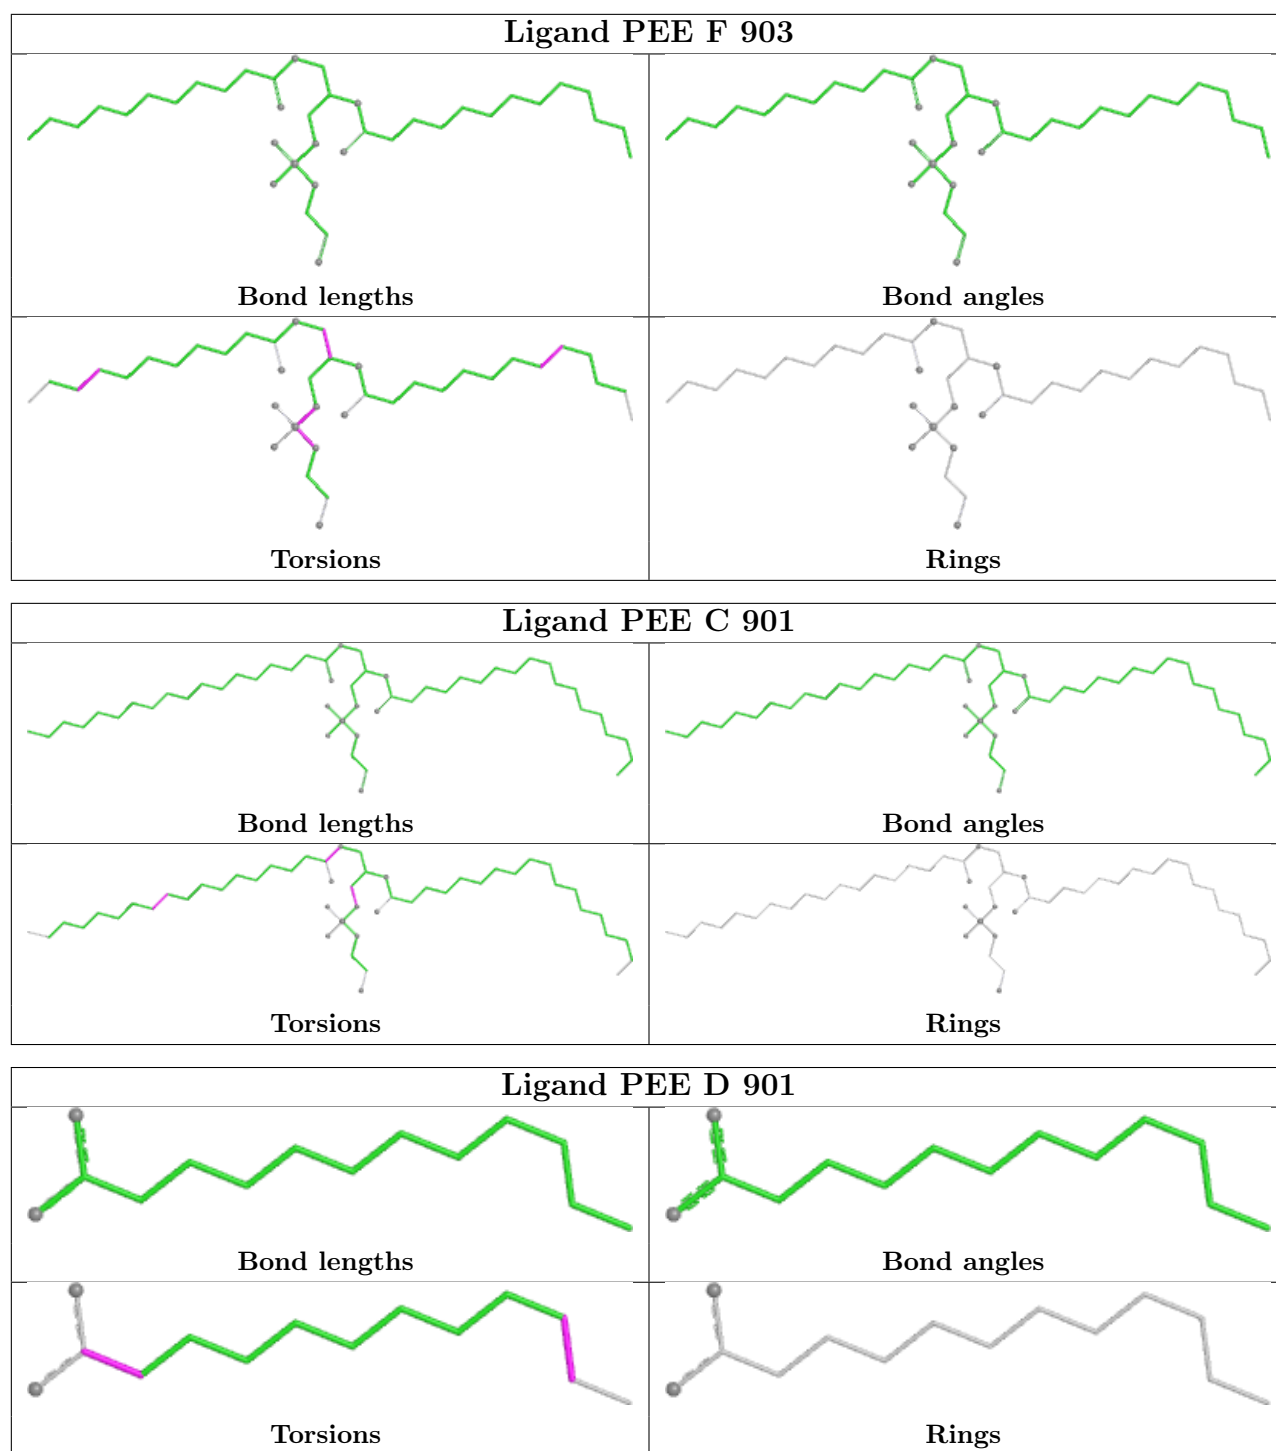 Ligand PEE F 903
Bond lengths
Bond angles
Torsions
Rings
Ligand PEE C 901
Bond lengths
Bond angles
Torsions
Rings
Ligand PEE D 901
Bond lengths
Bond angles
Torsions
Rings